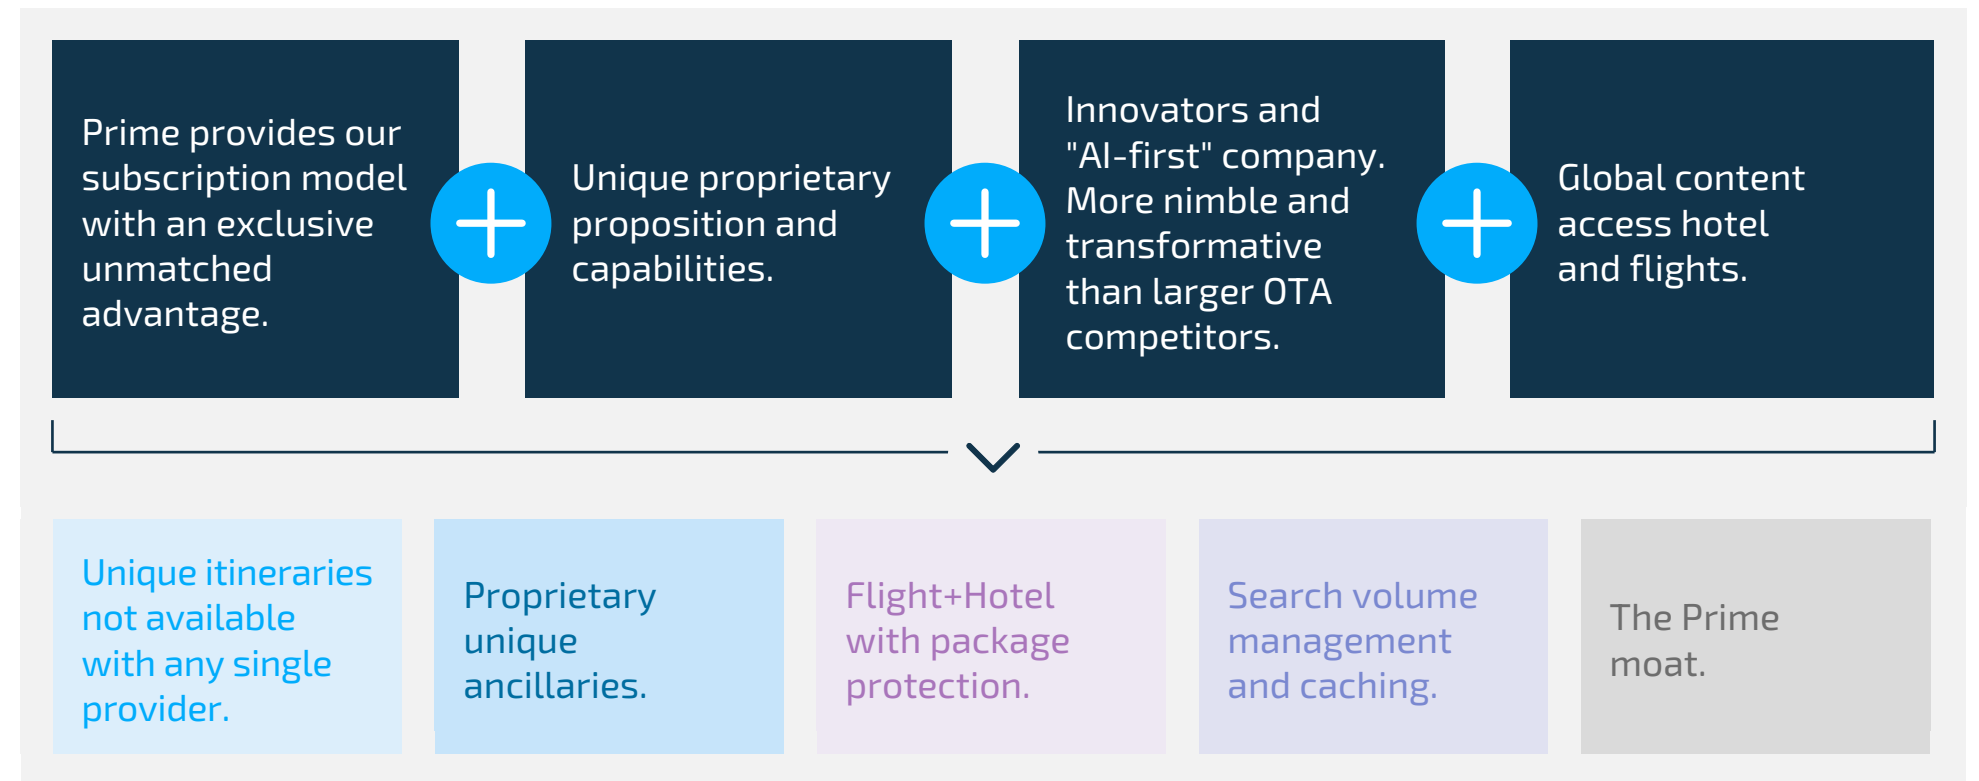 Prime provides our
subscription model
with an exclusive
unmatched
advantage.
Unique proprietary
proposition and
capabilities.
Innovators and
"AI-first" company.
More nimble and
transformative
than larger OTA
competitors.
Global content
access hotel
and flights.
Unique itineraries
not available
with any single
provider.
Proprietary
unique
ancillaries.
Flight+Hotel
with package
protection.
Search volume
management
and caching.
The Prime
moat.